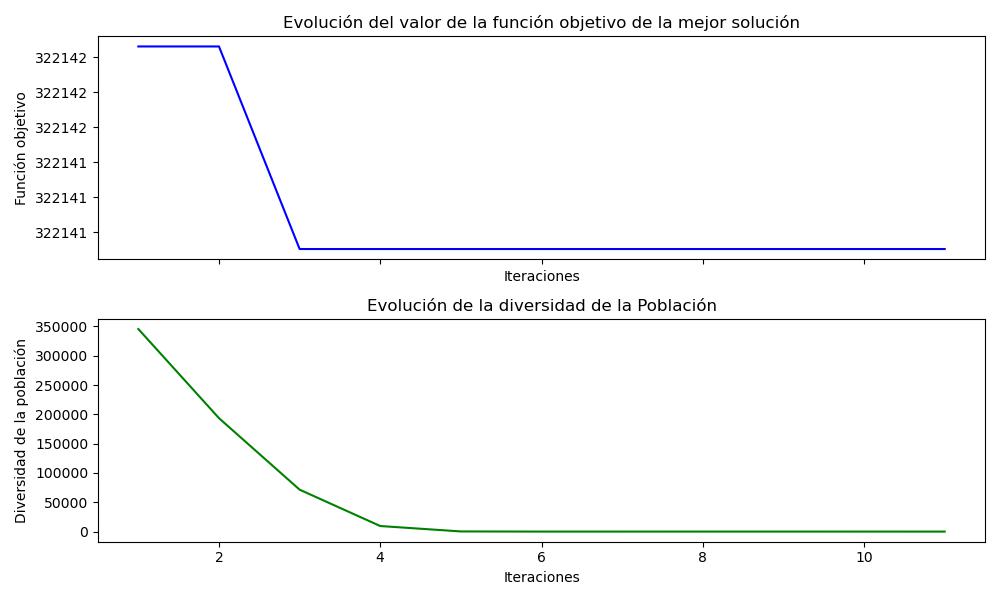 Evolución del valor de la función objetivo de la mejor solución
Función objetivo
322142
322142
322142
322141
322141
322141
Iteraciones
Evolución de la diversidad de la Población
Diversidad de la población
350000
300000
250000
200000
150000
100000
50000
0
2 4 6 8 10
Iteraciones